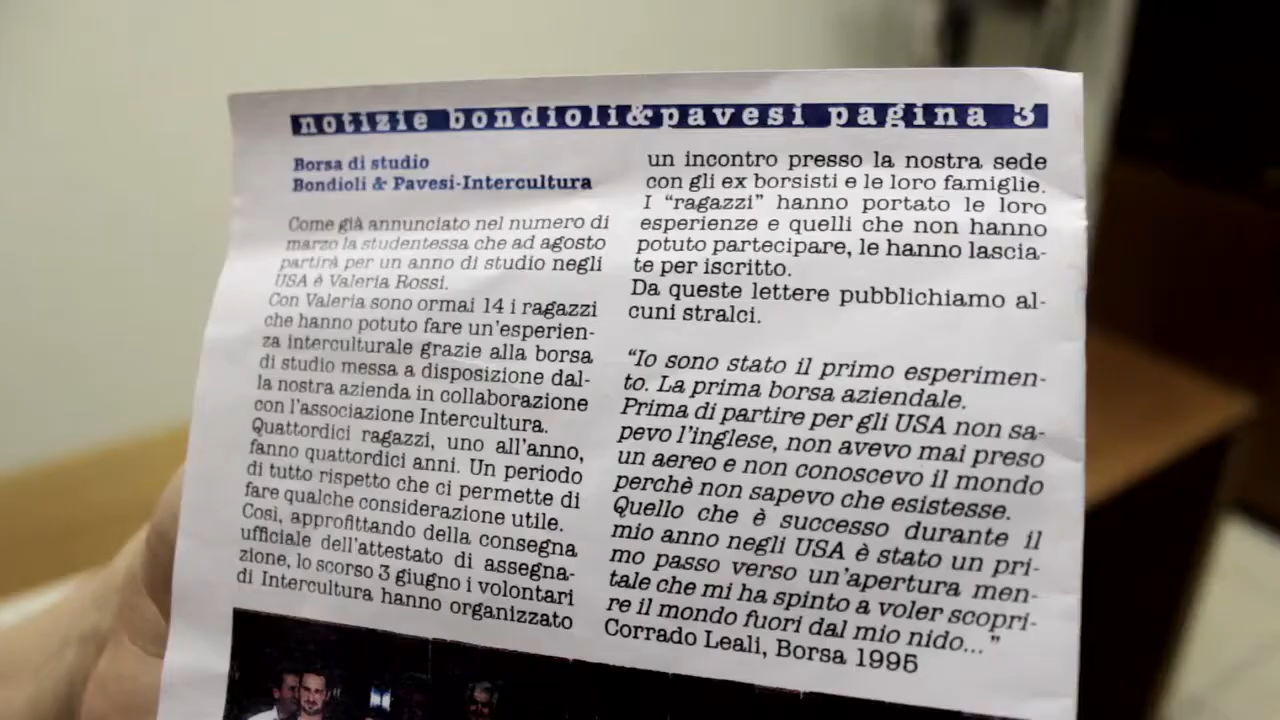 notizie bondioli&pavesi pagina 3
Borsa di studio
Bondioli & Pavesi-Intercultura
Come già annunciato nel numero di
marzo la studentessa che ad agosto
partirà per un anno di studio negli
USA è Valeria Rossi.
Con Valeria sono ormai 14 i ragazzi
che hanno potuto fare un'esperien-
za interculturale grazie alla borsa
di studio messa a disposizione dal-
la nostra azienda in collaborazione
con l'associazione Intercultura.
Quattordici ragazzi, uno all'anno,
fanno quattordici anni. Un periodo
di tutto rispetto che ci permette di
fare qualche considerazione utile.
Così, approfittando della consegna
ufficiale dell'attestato di assegna-
zione, lo scorso 3 giugno i volontari
di Intercultura hanno organizzato
un incontro presso la nostra sede
con gli ex borsisti e le loro famiglie.
I “ragazzi” hanno portato le loro
esperienze e quelli che non hanno
potuto partecipare, le hanno lascia-
te per iscritto.
Da queste lettere pubblichiamo al-
cuni stralci.
“Io sono stato il primo esperimen-
to. La prima borsa aziendale.
Prima di partire per gli USA non sa-
pevo l'inglese, non avevo mai preso
un aereo e non conoscevo il mondo
perchè non sapevo che esistesse.
Quello che è successo durante il
mio anno negli USA è stato un pri-
mo passo verso un'apertura men-
tale che mi ha spinto a voler scopri-
re il mondo fuori dal mio nido...”
Corrado Leali, Borsa 1995